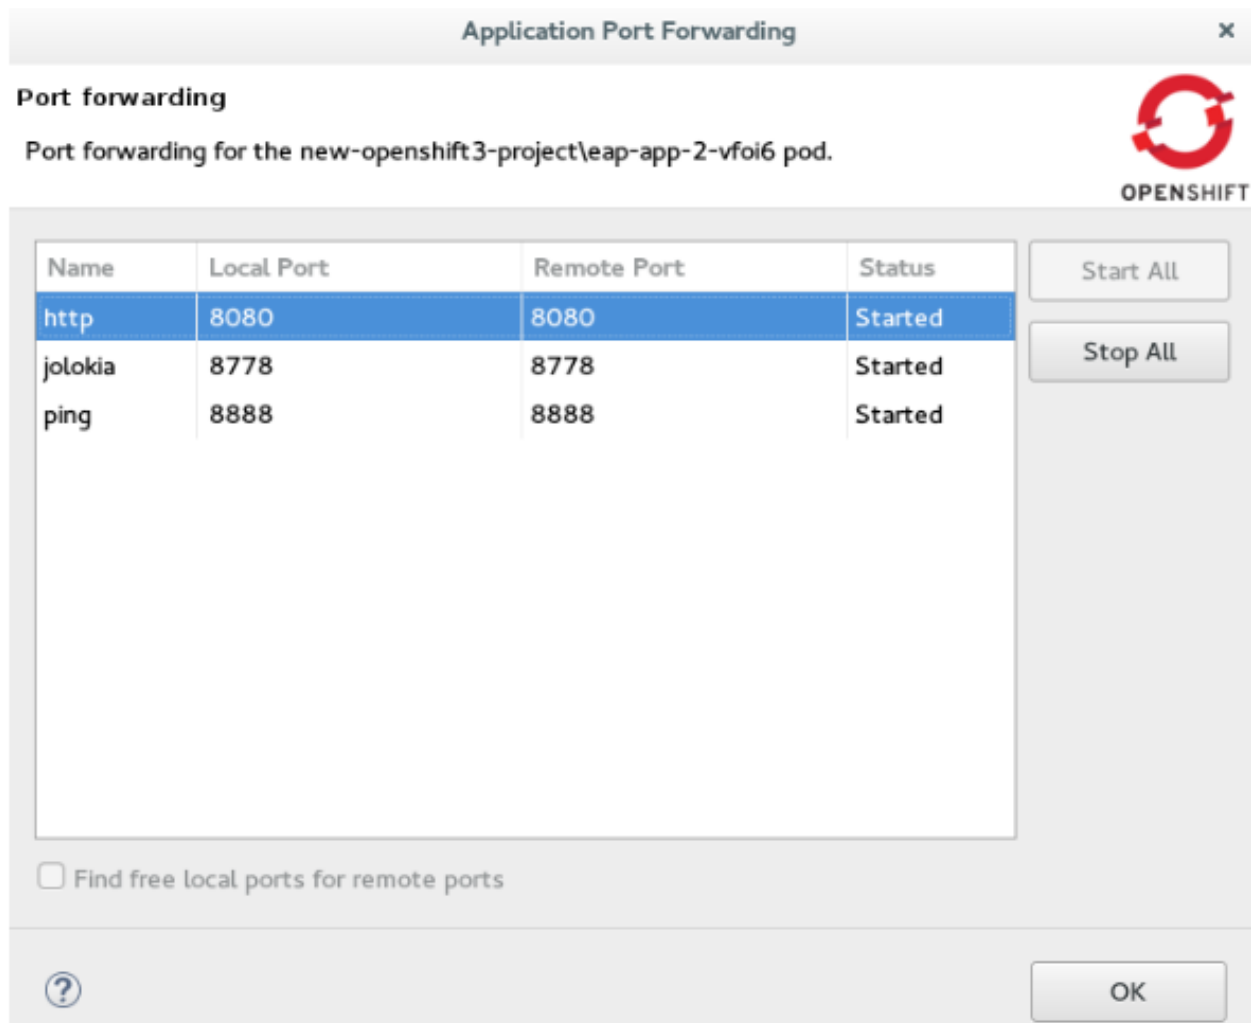 Application Port Forwarding ×
Port forwarding
Port forwarding for the new-openshift3-project\eap-app-2-vfoi6 pod.
OPENSHIFT
Name Local Port Remote Port Status
http 8080 8080 Started
jolokia 8778 8778 Started
ping 8888 8888 Started
Start All
Stop All
Find free local ports for remote ports
?
OK